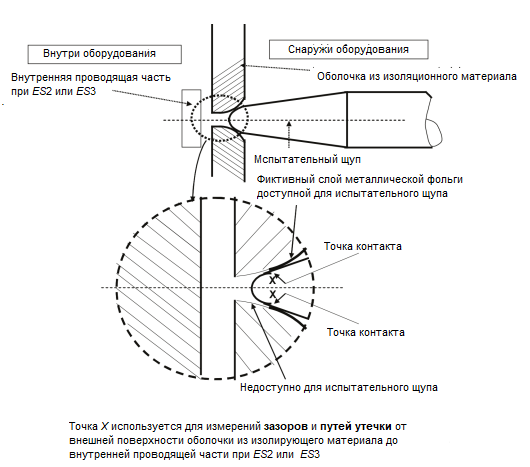 Внутри оборудования
Снаружи оборудования
Внутренняя проводящая часть
при ES2 или ES3
Оболочка из изоляционного материала
Мспытательный щуп
Фиктивный слой металлической фольги
доступной для испытательного щупа
Точка контакта
X
X
Точка контакта
Недоступно для испытательного щупа
Точка X используется для измерений зазоров и путей утечки от
внешней поверхности оболочки из изолирующего материала до
внутренней проводящей части при ES2 или ES3